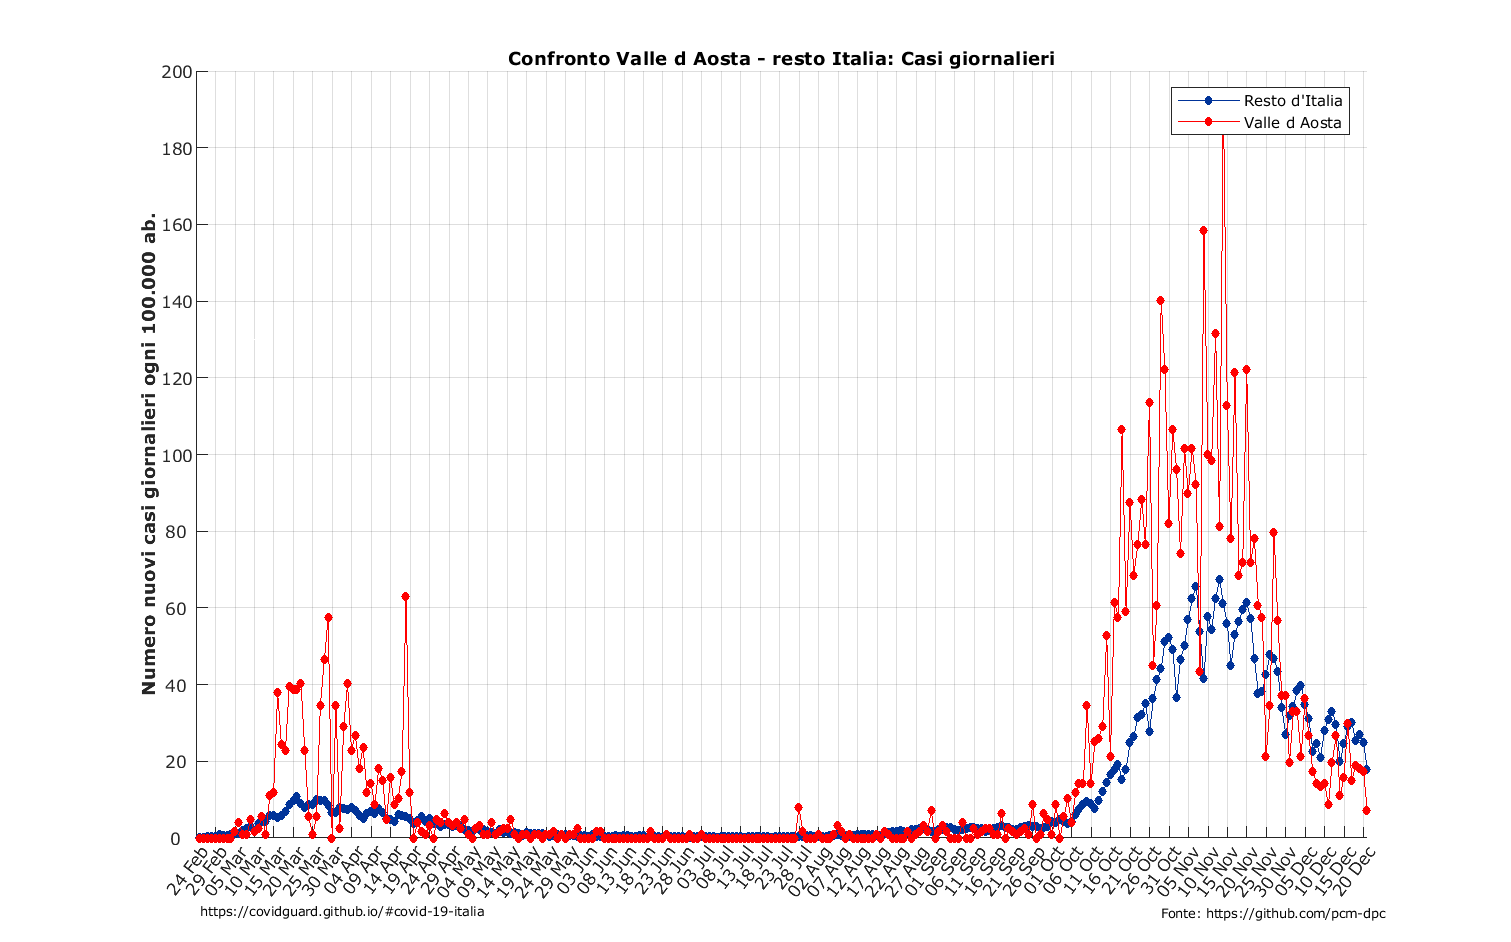 Confronto Valle d Aosta - resto Italia: Casi giornalieri
Resto d'Italia
Valle d Aosta
Numero nuovi casi giornalieri ogni 100.000 ab.
200
180
160
140
120
100
80
60
40
20
0
24 Feb
29 Feb
05 Mar
10 Mar
15 Mar
20 Mar
25 Mar
30 Mar
04 Apr
09 Apr
14 Apr
19 Apr
24 Apr
29 Apr
04 May
09 May
14 May
19 May
24 May
29 May
03 Jun
08 Jun
13 Jun
18 Jun
23 Jun
28 Jun
03 Jul
08 Jul
13 Jul
18 Jul
23 Jul
28 Jul
02 Aug
07 Aug
12 Aug
17 Aug
22 Aug
27 Aug
01 Sep
06 Sep
11 Sep
16 Sep
21 Sep
26 Sep
01 Oct
06 Oct
11 Oct
16 Oct
21 Oct
26 Oct
31 Oct
05 Nov
10 Nov
15 Nov
20 Nov
25 Nov
30 Nov
05 Dec
10 Dec
15 Dec
20 Dec
https://covidguard.github.io/#covid-19-italia
Fonte: https://github.com/pcm-dpc